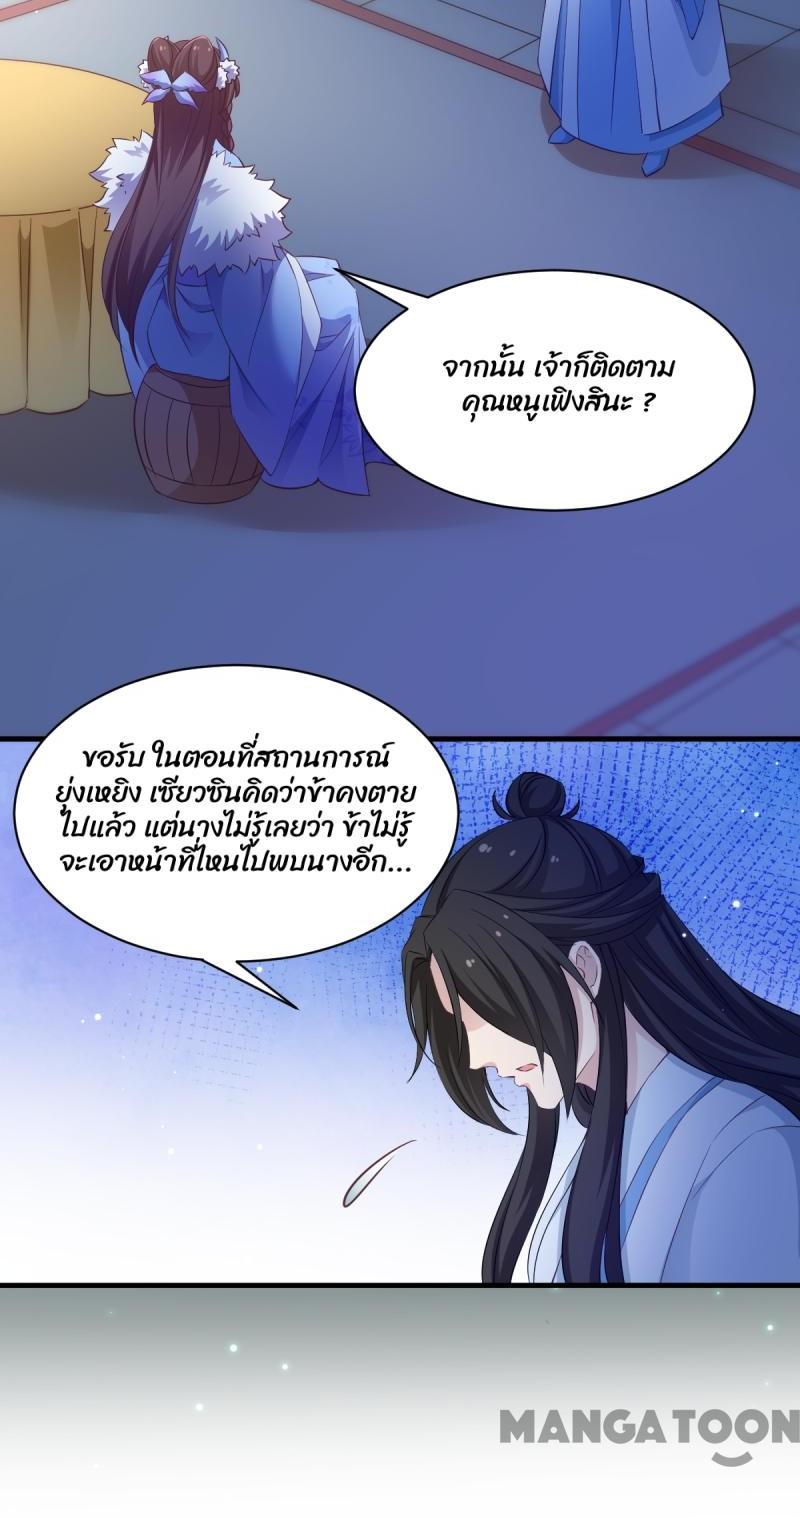 จากนั้น เจ้าก็ติดตาม
คุณหนูเฟิงสินะ ?
ขอรับ ในตอนที่สถานการณ์
ยุ่งเหยิง เซียวซินคิดว่าข้าคงตาย
ไปแล้ว แต่นางไม่รู้เลยว่า ข้าไม่รู้
จะเอาหน้าที่ไหนไปพบนางอีก...
MANGATOON